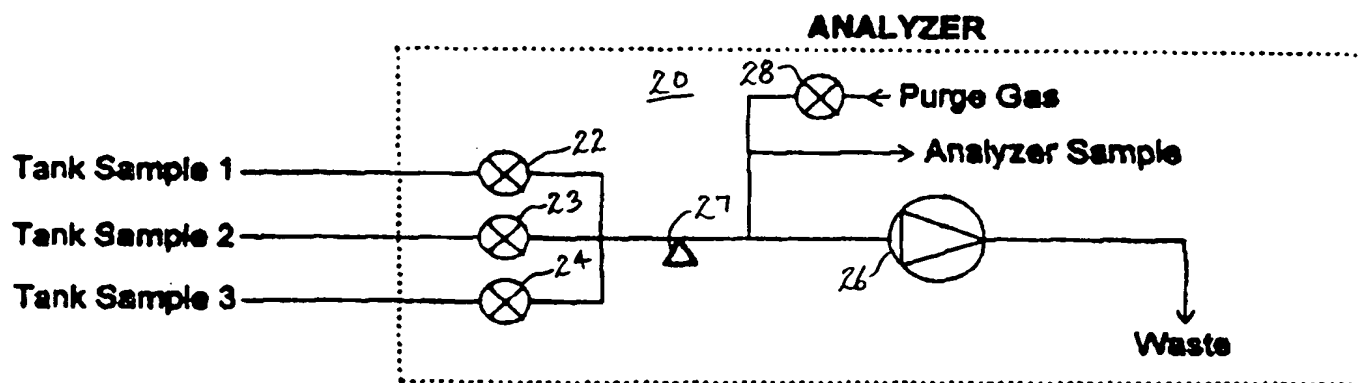 ANALYZER
20
28
Purge Gas
Analyzer Sample
Tank Sample 1
22
Tank Sample 2
23
27
Tank Sample 3
24
26
Waste